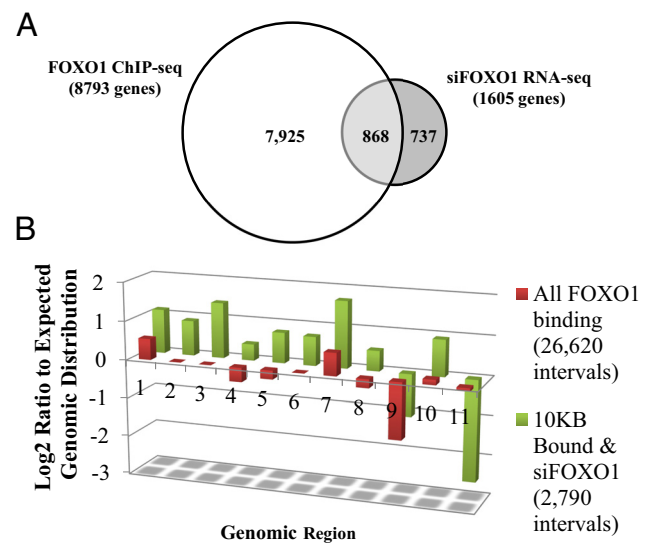 A
FOXO1 ChIP-seq
(8793 genes)
siFOXO1 RNA-seq
(1605 genes)
7,925
868
737
B
Log2 Ratio to Expected
Genomic Distribution
2
1
0
-1
-2
-3
1
2
3
4
5
6
7
8
9
10
11
Genomic Region
All FOXO1
binding
(26,620
intervals)
10KB
Bound &
siFOXO1
(2,790
intervals)